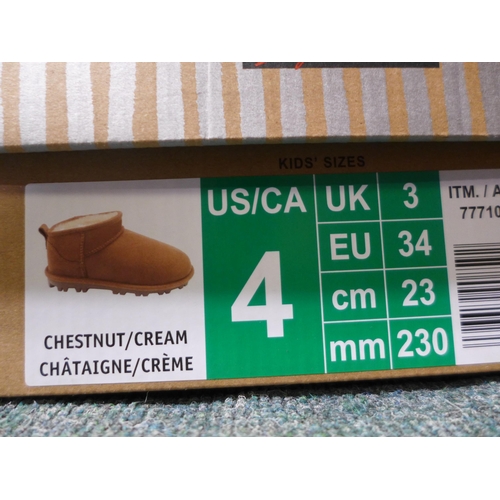 KIDS' SIZES
US/CA UK 3
4 EU 34
cm 23
mm 230
CHESTNUT/CREAM
CHÂTAIGNE/CRÈME
ITM. / A
77710